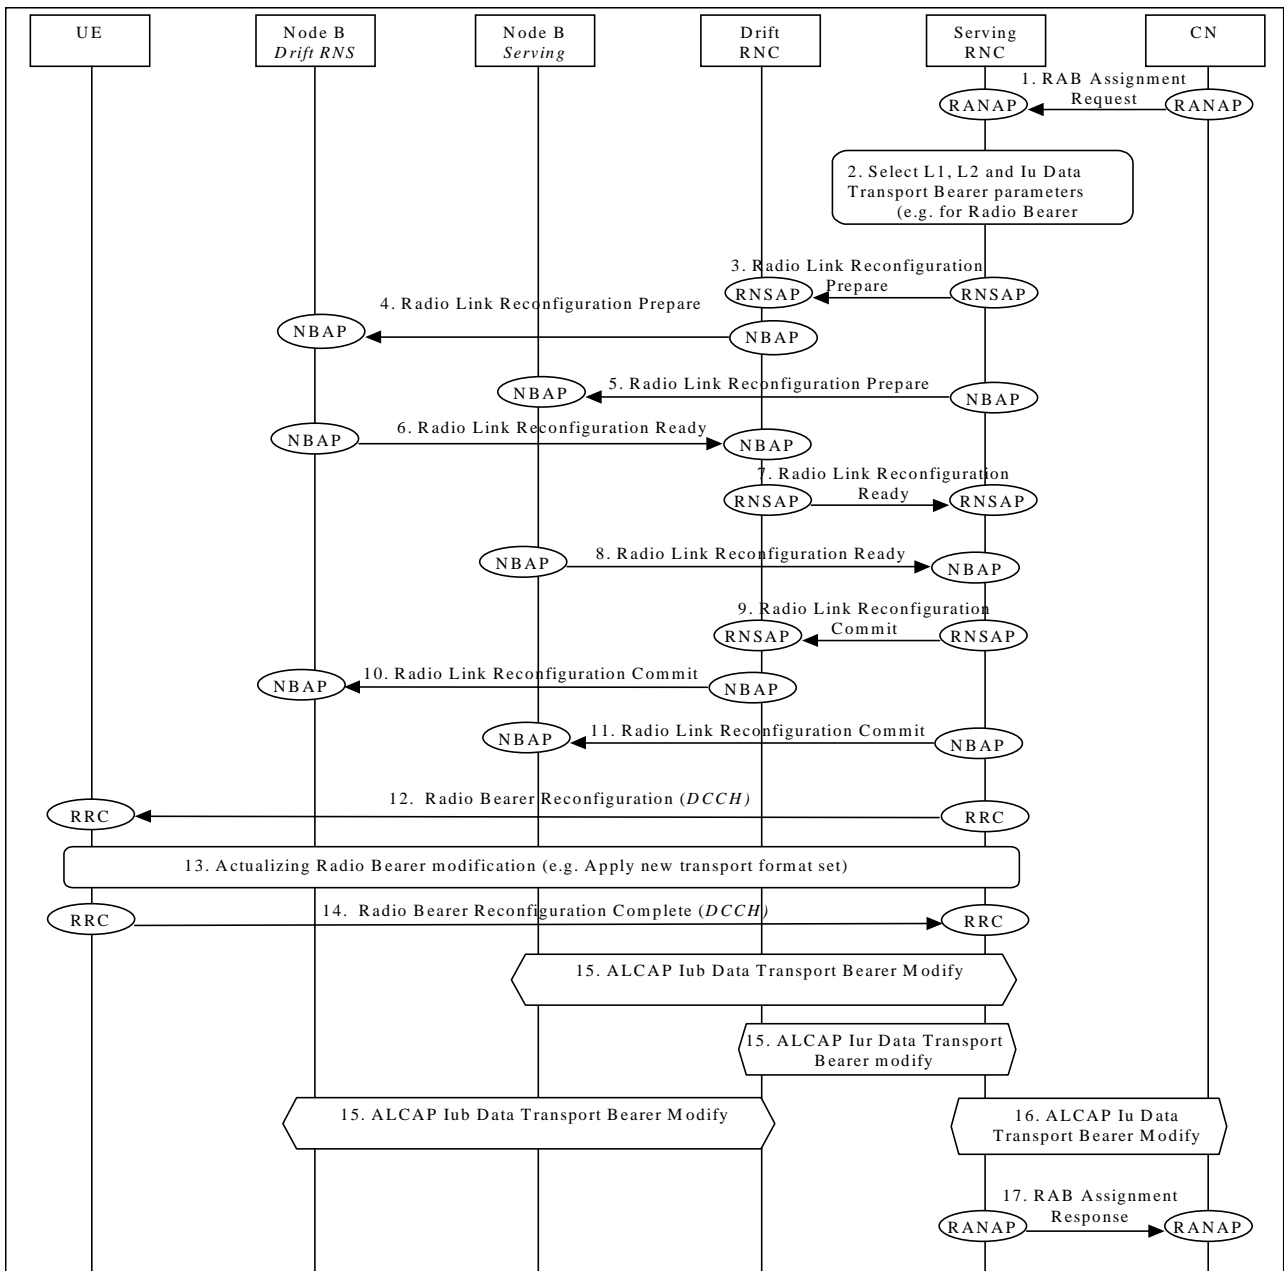 UE
Node B
Drift RNS
Node B
Serving
Drift
RNC
Serving
RNC
CN
1. RAB Assignment
Request
RANAP
RANAP
2. Select L1, L2 and Iu Data
Transport Bearer parameters
(e.g. for Radio Bearer
3. Radio Link Reconfiguration
Prepare
RNSAP
RNSAP
4. Radio Link Reconfiguration Prepare
NBAP
NBAP
5. Radio Link Reconfiguration Prepare
NBAP
NBAP
6. Radio Link Reconfiguration Ready
NBAP
NBAP
7. Radio Link Reconfiguration
Ready
RNSAP
RNSAP
8. Radio Link Reconfiguration Ready
NBAP
NBAP
9. Radio Link Reconfiguration
Commit
RNSAP
RNSAP
10. Radio Link Reconfiguration Commit
NBAP
NBAP
11. Radio Link Reconfiguration Commit
NBAP
NBAP
12. Radio Bearer Reconfiguration (DCCH)
RRC
RRC
13. Actualizing Radio Bearer modification (e.g. Apply new transport format set)
14. Radio Bearer Reconfiguration Complete (DCCH)
RRC
RRC
15. ALCAP Iub Data Transport Bearer Modify
15. ALCAP Iur Data Transport
Bearer modify
15. ALCAP Iub Data Transport Bearer Modify
16. ALCAP Iu Data
Transport Bearer Modify
17. RAB Assignment
Response
RANAP
RANAP